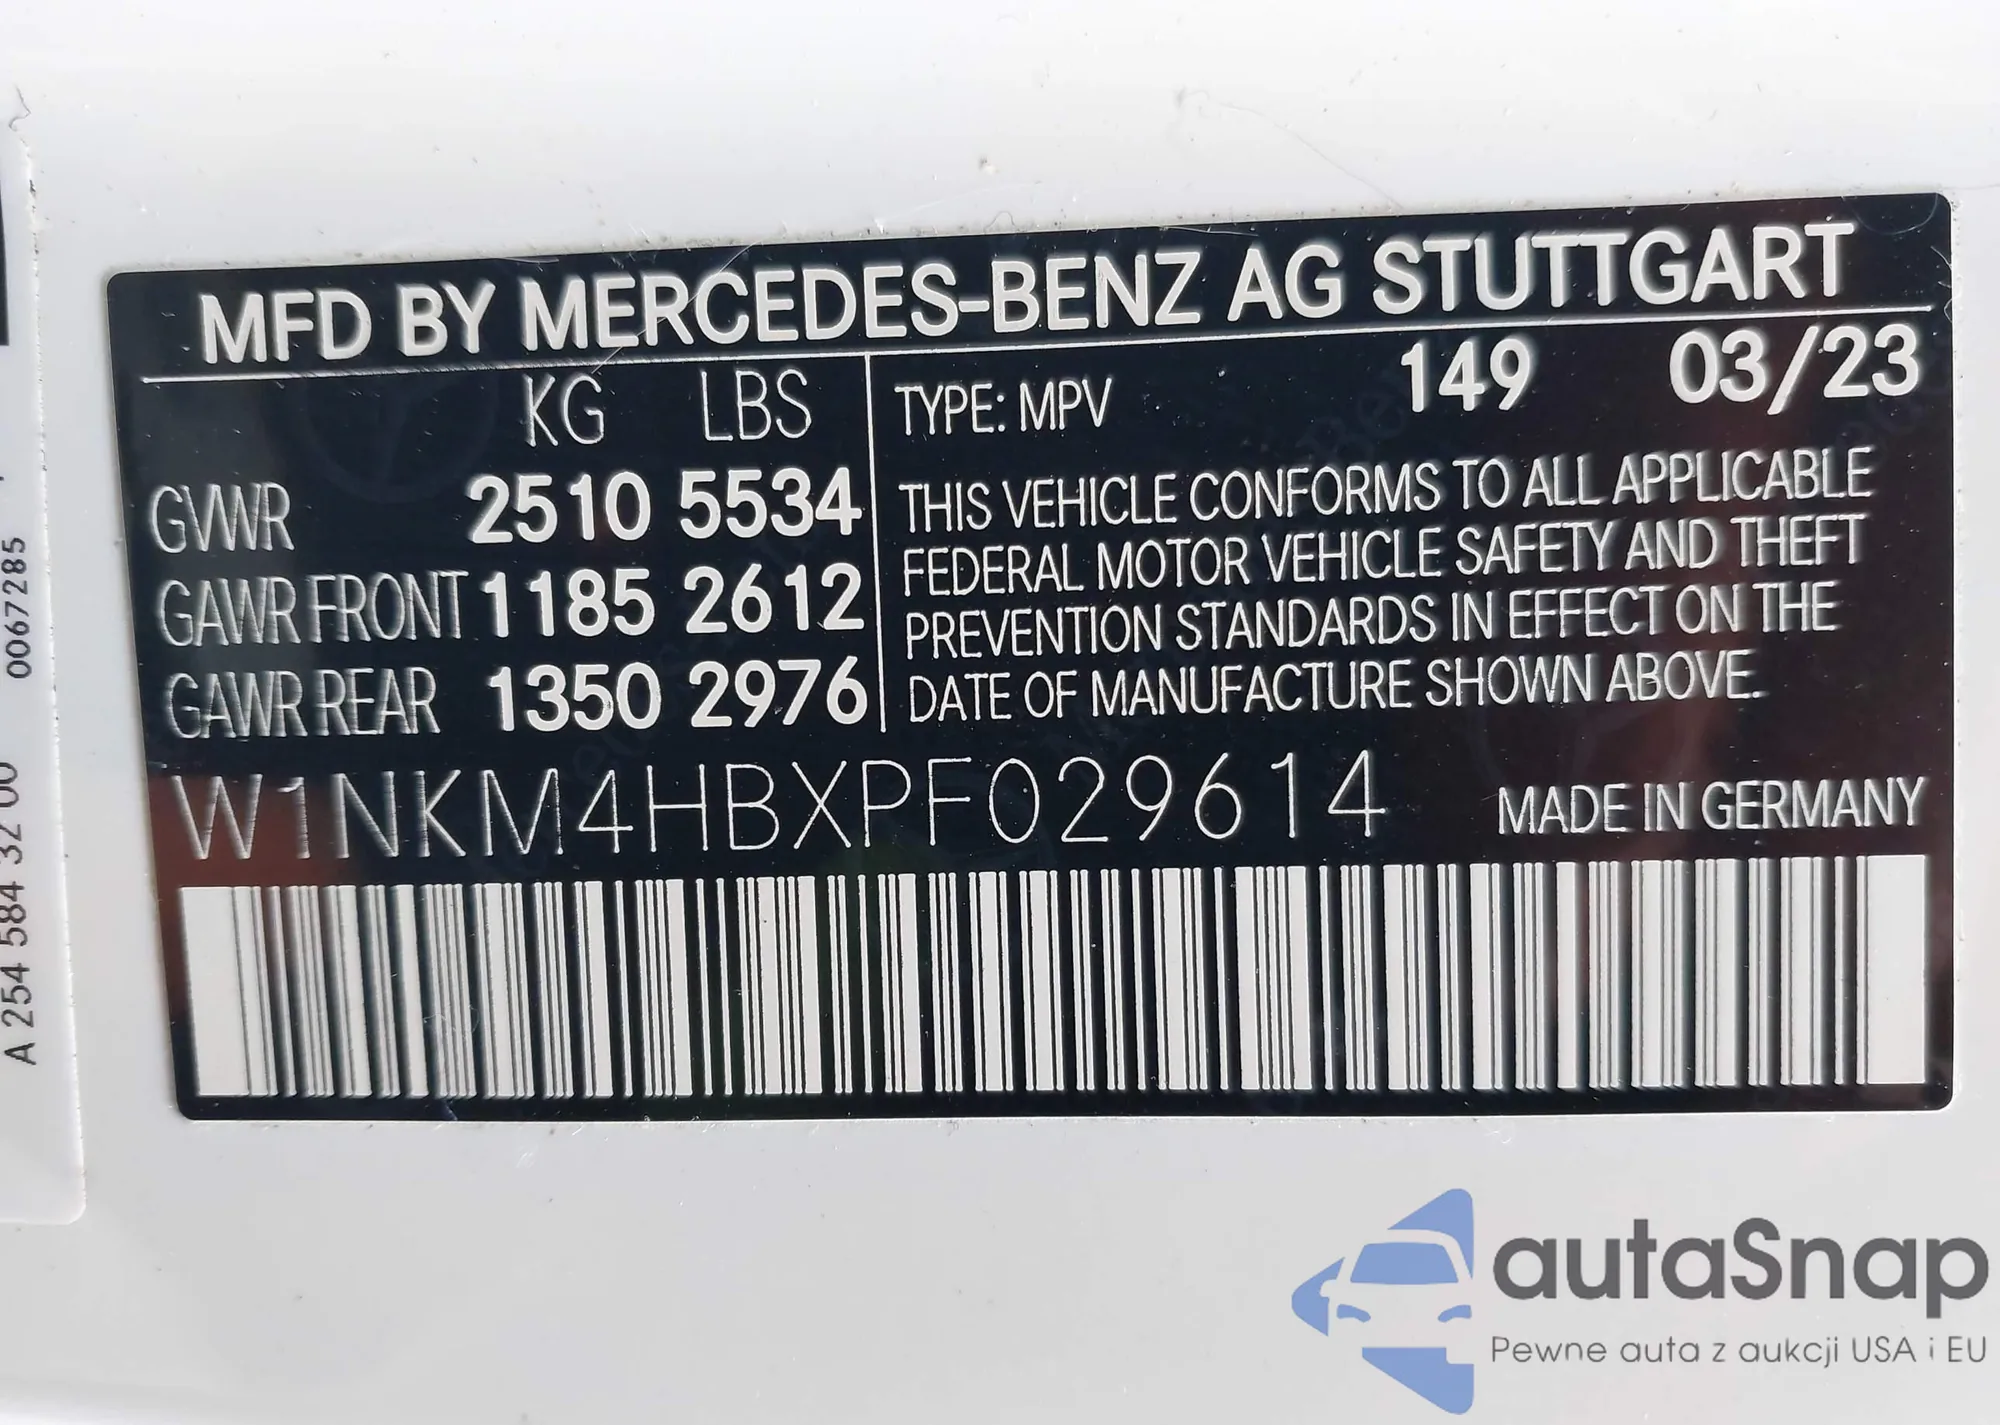 MFD BY MERCEDES-BENZ AG STUTTGART
KG LBS
GVWR 2510 5534
GAWR FRONT 1185 2612
GAWR REAR 1350 2976
TYPE: MPV 149 03/23
THIS VEHICLE CONFORMS TO ALL APPLICABLE
FEDERAL MOTOR VEHICLE SAFETY AND THEFT
PREVENTION STANDARDS IN EFFECT ON THE
DATE OF MANUFACTURE SHOWN ABOVE.
W1NKM4HBXPF029614 MADE IN GERMANY
A 254 584 32 00
0067285
autaSnap
Pewne auta z aukcji USA i EU